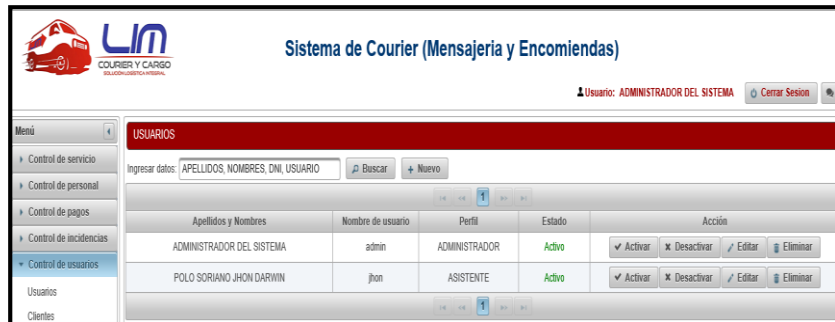 LIM
COURIER Y CARGO
SOLUCIÓN LOGÍSTICA INTEGRAL
Sistema de Courier (Mensajeria y Encomiendas)
Usuario: ADMINISTRADOR DEL SISTEMA Cerrar Sesion
Menú
Control de servicio
Control de personal
Control de pagos
Control de incidencias
Control de usuarios
Usuarios
Clientes
USUARIOS
Ingresar datos: APELLIDOS, NOMBRES, DNI, USUARIO Buscar + Nuevo
1
Apellidos y Nombres Nombre de usuario Perfil Estado Acción
ADMINISTRADOR DEL SISTEMA admin ADMINISTRADOR Activo Activar Desactivar Editar Eliminar
POLO SORIANO JHON DARWIN jhon ASISTENTE Activo Activar Desactivar Editar Eliminar
1